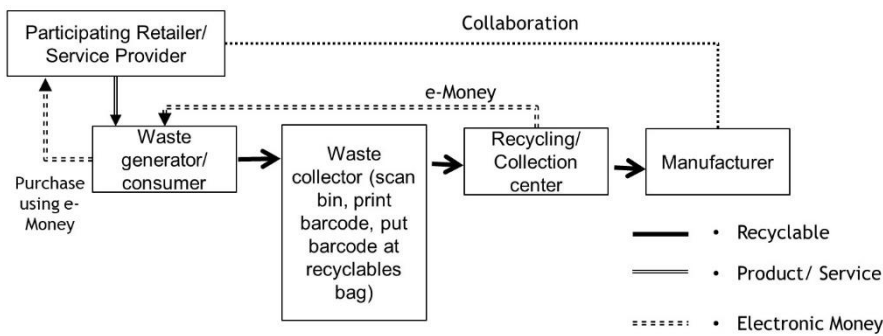 Collaboration
Participating Retailer/
Service Provider
e-Money
Waste
generator/
consumer
Purchase
using e-
Money
Waste
collector (scan
bin, print
barcode, put
barcode at
recyclables
bag)
Recycling/
Collection
center
Manufacturer
• Recyclable
• Product/ Service
• Electronic Money